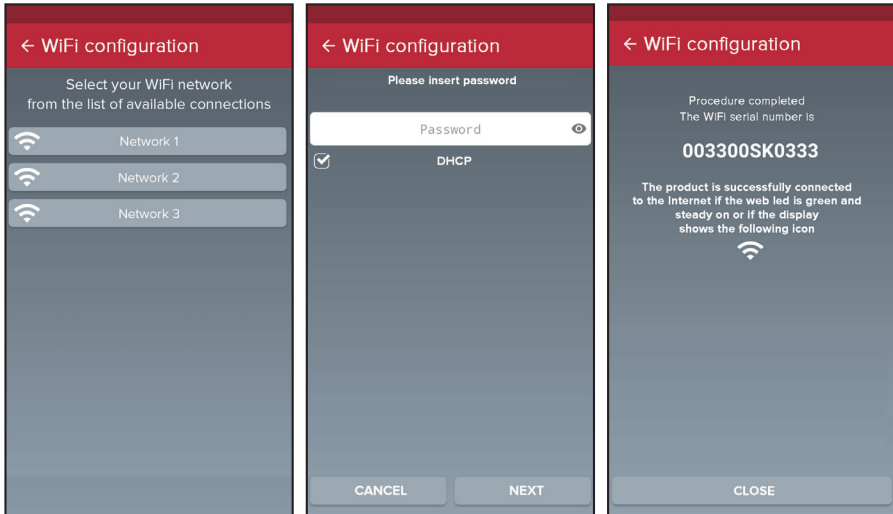 WiFi configuration
Select your WiFi network
from the list of available connections
Network 1
Network 2
Network 3
WiFi configuration
Please insert password
Password
DHCP
CANCEL
NEXT
WiFi configuration
Procedure completed
The WiFi serial number is
003300SK0333
The product is successfully connected
to the Internet if the web led is green and
steady on or if the display
shows the following icon
CLOSE